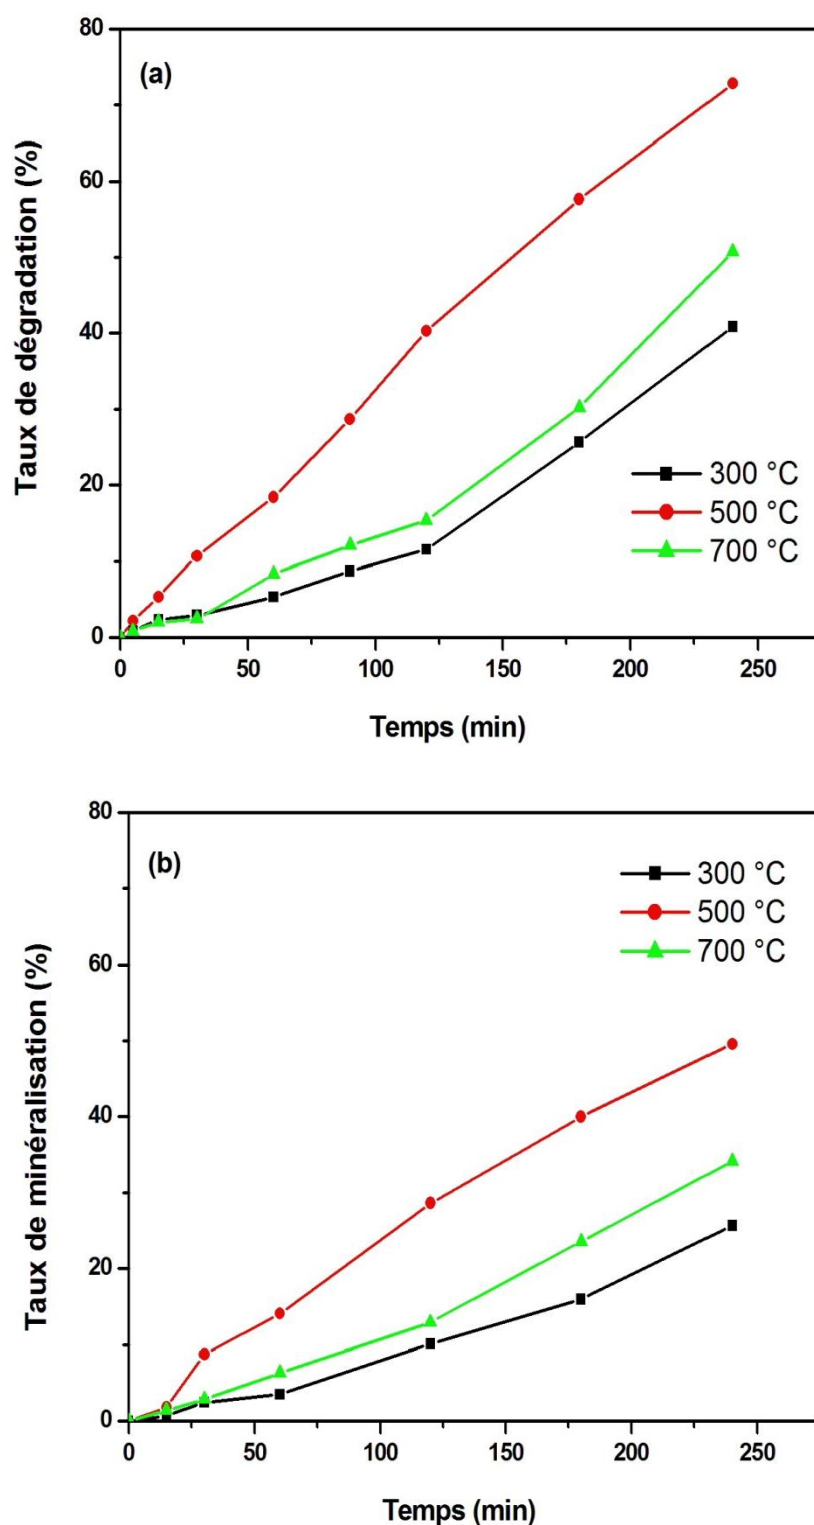 (a)
80
60
40
20
0
Taux de dégradation (%)
300 °C
500 °C
700 °C
0 50 100 150 200 250
Temps (min)
(b)
80
60
40
20
0
Taux de minéralisation (%)
300 °C
500 °C
700 °C
0 50 100 150 200 250
Temps (min)